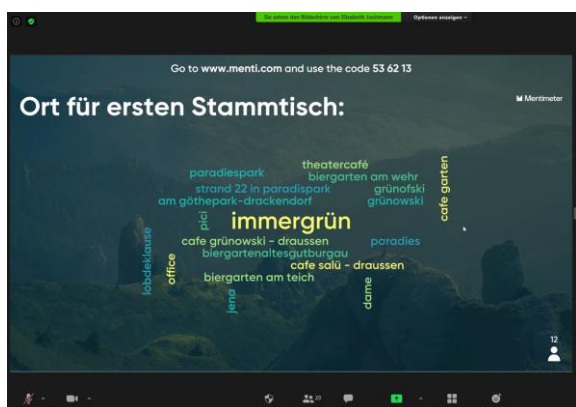 Sie sehen den Bildschirm von Elisabeth Jochmann
Optionen anzeigen
Go to www.menti.com and use the code 53 62 13
Ort für ersten Stammtisch:
Mentimeter
theatercafé
paradiespark
biergarten am wehr
strand 22 in paradispark
grünofski
am göthepark-drackendorf
grünowski
cafe garten
pici
immergrün
cafe grünowski - draussen
paradies
biergartenaltesgutburgau
lobdeklause
office
cafe salü - draussen
biergarten am teich
jena
dame
12
20